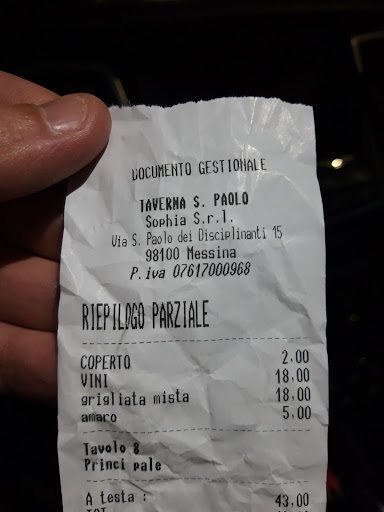 DOCUMENTO GESTIONALE
TAVERNA S. PAOLO
Sophia S.r.l.
Via S. Paolo dei Disciplinanti 15
98100 Messina
P.iva 07617000968
RIEPILOGO PARZIALE
COPERTO 2,00
VINI 18,00
grigliata mista 18,00
amaro 5,00
Tavolo 8
Princi pale
A testa : 43,00